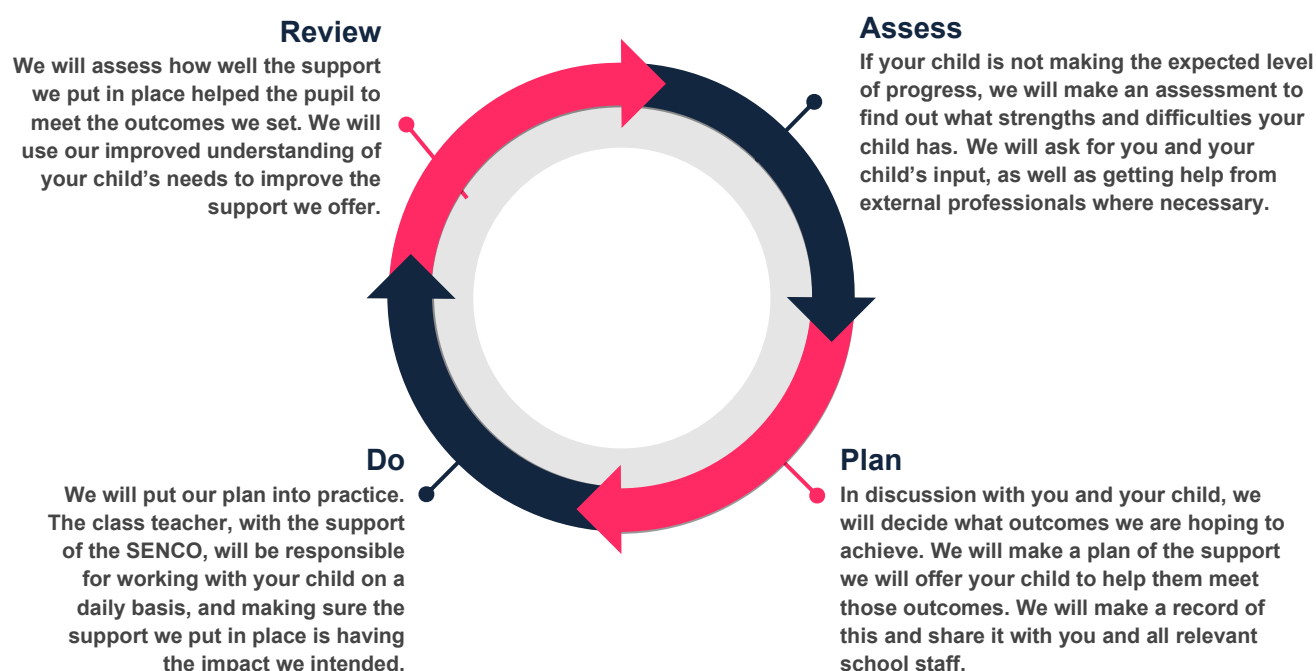 Review
We will assess how well the support
we put in place helped the pupil to
meet the outcomes we set. We will
use our improved understanding of
your child’s needs to improve the
support we offer.
Assess
If your child is not making the expected level
of progress, we will make an assessment to
find out what strengths and difficulties your
child has. We will ask for you and your
child’s input, as well as getting help from
external professionals where necessary.
Do
We will put our plan into practice.
The class teacher, with the support
of the SENCO, will be responsible
for working with your child on a
daily basis, and making sure the
support we put in place is having
the impact we intended.
Plan
In discussion with you and your child, we
will decide what outcomes we are hoping to
achieve. We will make a plan of the support
we will offer your child to help them meet
those outcomes. We will make a record of
this and share it with you and all relevant
school staff.